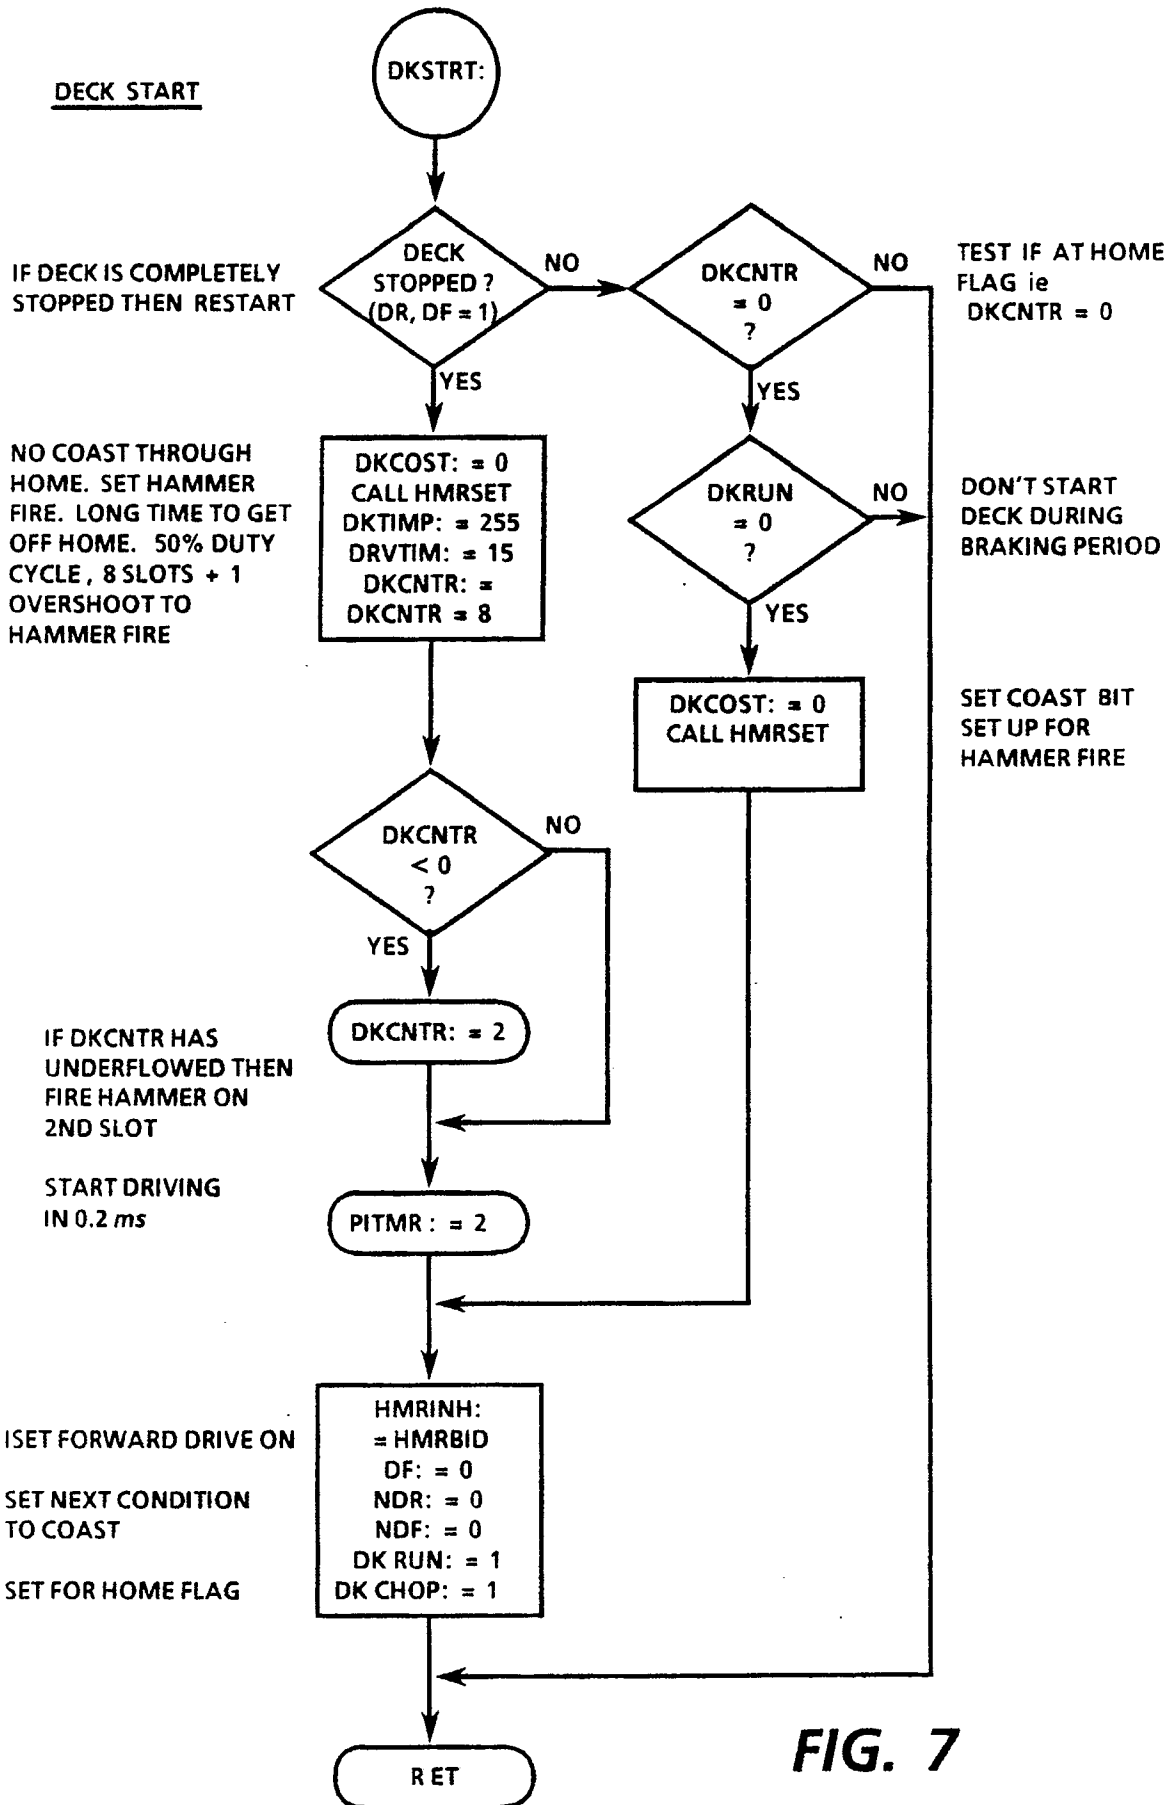 DECK START
DKSTRT:
IF DECK IS COMPLETELY
STOPPED THEN RESTART
DECK
STOPPED ?
(DR, DF = 1)
NO
YES
DKCNTR
= 0
?
NO
YES
TEST IF AT HOME
FLAG ie
DKCNTR = 0
NO COAST THROUGH
HOME. SET HAMMER
FIRE. LONG TIME TO GET
OFF HOME. 50% DUTY
CYCLE, 8 SLOTS + 1
OVERSHOOT TO
HAMMER FIRE
DKCOST: = 0
CALL HMRSET
DKTIMP: = 255
DRVTIM: = 15
DKCNTR: =
DKCNTR = 8
DKRUN
= 0
?
NO
YES
DON'T START
DECK DURING
BRAKING PERIOD
DKCOST: = 0
CALL HMRSET
SET COAST BIT
SET UP FOR
HAMMER FIRE
DKCNTR
< 0
?
NO
YES
IF DKCNTR HAS
UNDERFLOWED THEN
FIRE HAMMER ON
2ND SLOT
DKCNTR: = 2
START DRIVING
IN 0.2 ms
PITMR : = 2
ISET FORWARD DRIVE ON
SET NEXT CONDITION
TO COAST
SET FOR HOME FLAG
HMRINH:
= HMRBID
DF: = 0
NDR: = 0
NDF: = 0
DK RUN: = 1
DK CHOP: = 1
RET
FIG. 7